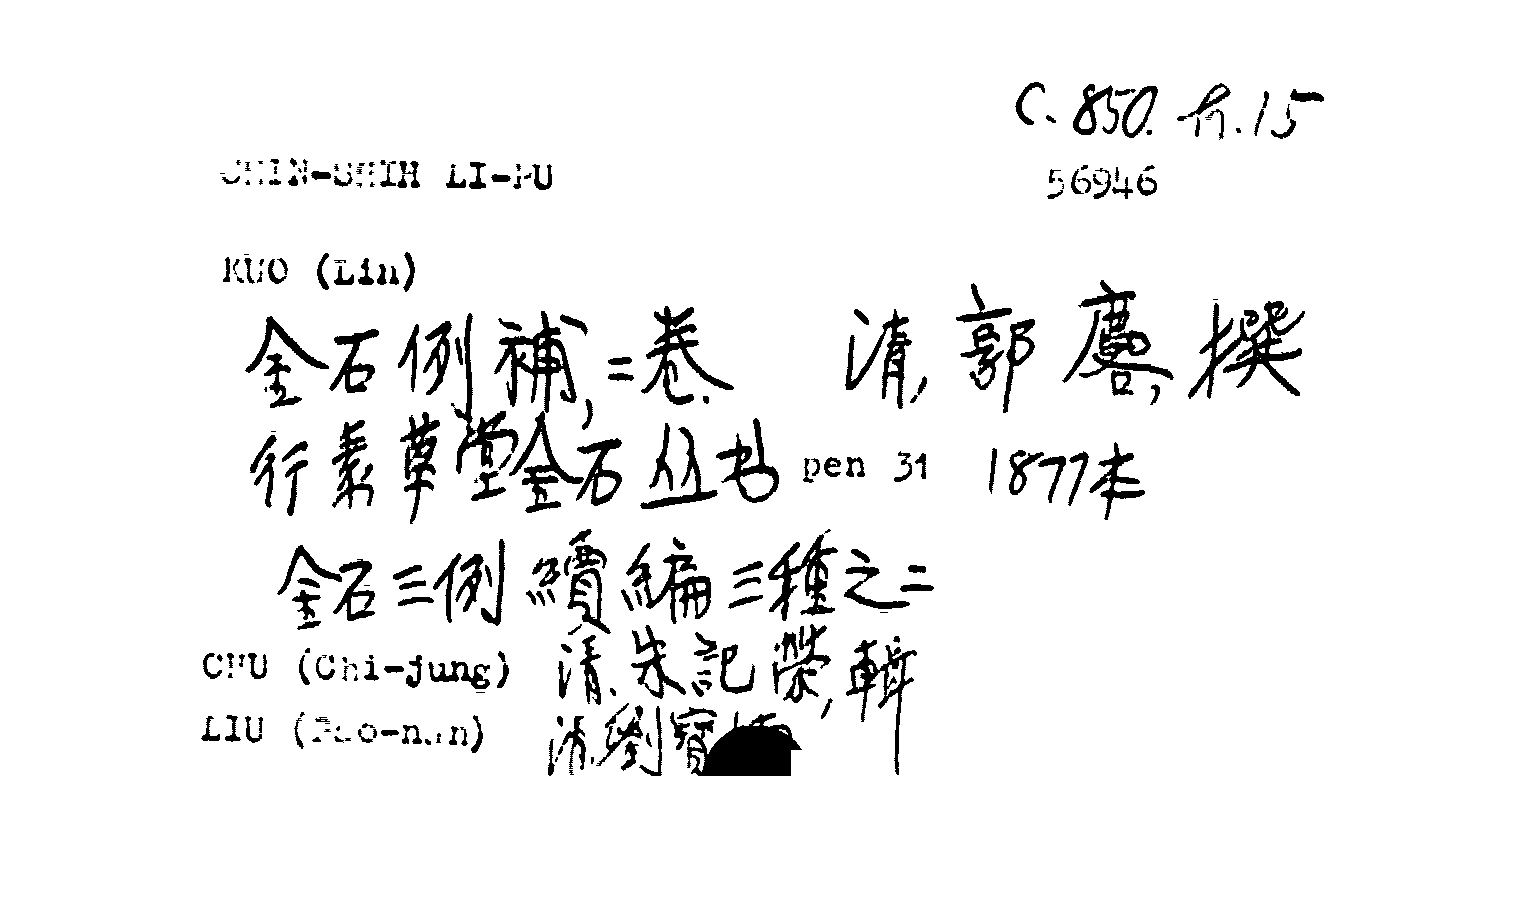 C. 850. 15
CHIN-SHIH LI-PU
56946
KUO (Lin)
金石例補, 二卷. 清, 郭麐, 撰
行素草堂金石丛书 pen 31 1877本
金石三例續編三種之二
CHU (Chi-jung) 清. 朱記榮, 輯
LIU (Pao-nan) 清. 劉寶